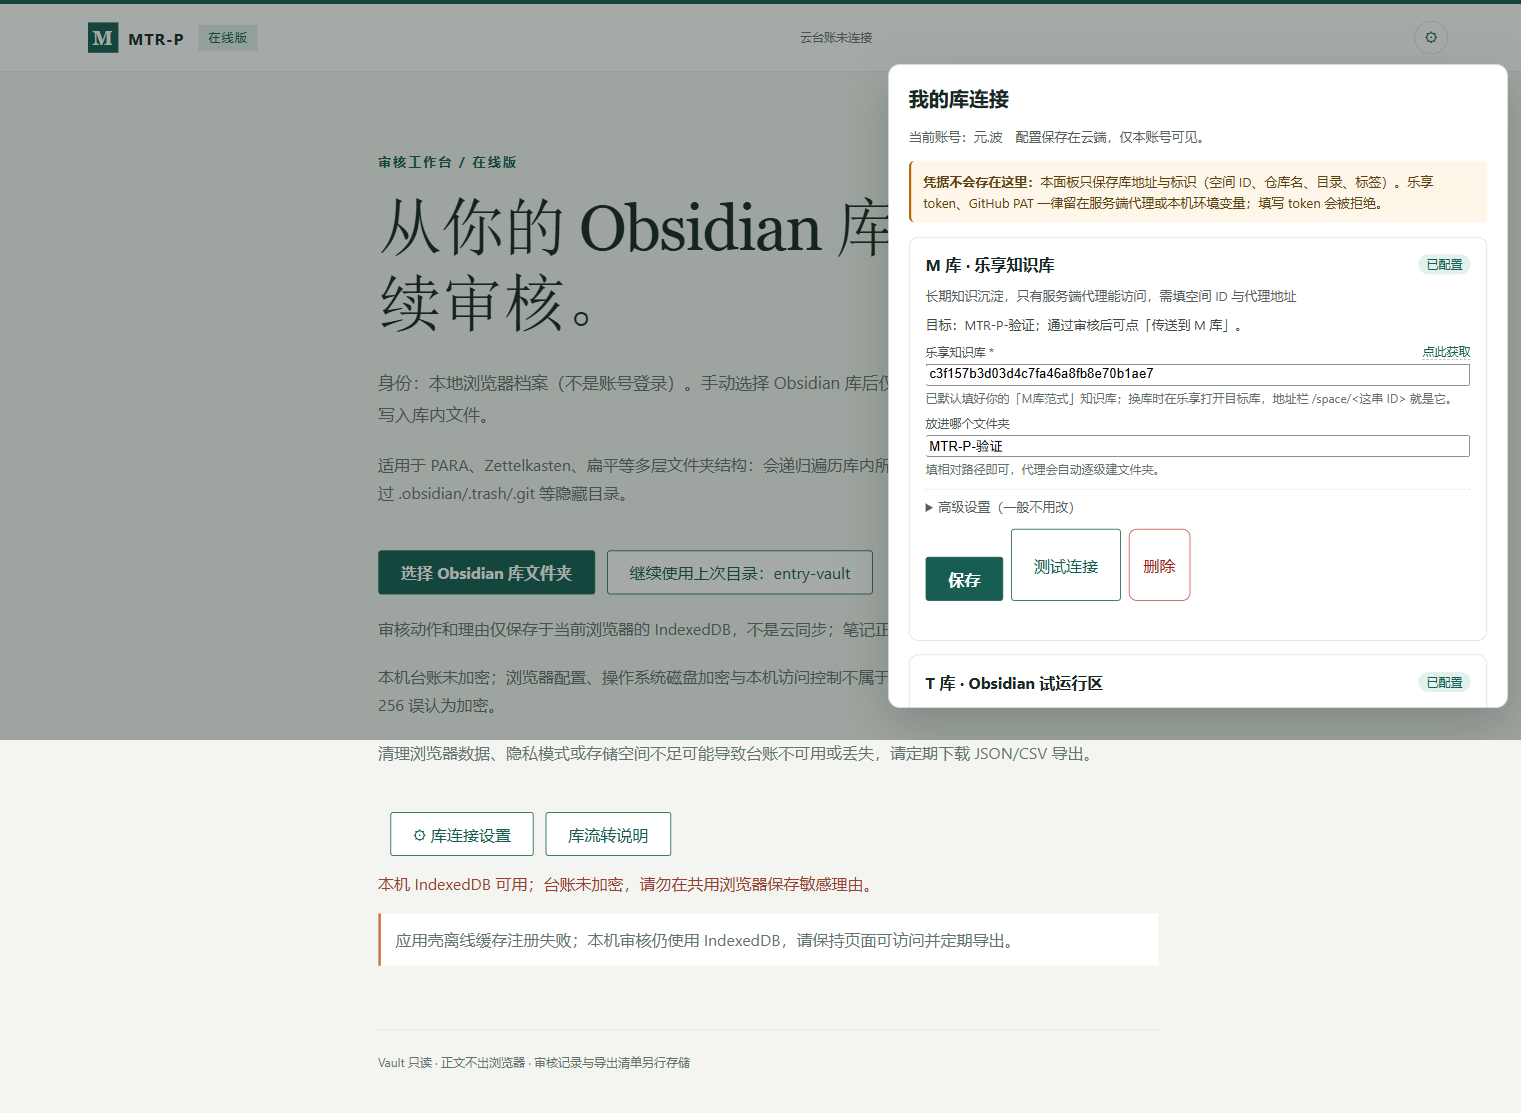 M MTR-P 在线版
云台账未连接
审核工作台 / 在线版
从你的 Obsidian 库
续审核。
身份：本地浏览器档案（不是账号登录）。手动选择 Obsidian 库后仅
写入库内文件。
适用于 PARA、Zettelkasten、扁平等多层文件夹结构：会递归遍历库内所
过 .obsidian/.trash/.git 等隐藏目录。
选择 Obsidian 库文件夹
继续使用上次目录：entry-vault
审核动作和理由仅保存于当前浏览器的 IndexedDB，不是云同步；笔记正
本机台账未加密；浏览器配置、操作系统磁盘加密与本机访问控制不属于
256 误认为加密。
清理浏览器数据、隐私模式或存储空间不足可能导致台账不可用或丢失，请定期下载 JSON/CSV 导出。
库连接设置
库流转说明
本机 IndexedDB 可用；台账未加密，请勿在共用浏览器保存敏感理由。
应用壳离线缓存注册失败；本机审核仍使用 IndexedDB，请保持页面可访问并定期导出。
Vault 只读 · 正文不出浏览器 · 审核记录与导出清单另行存储
我的库连接
当前账号：元.波 配置保存在云端，仅本账号可见。
凭据不会存在这里：本面板只保存库地址与标识（空间 ID、仓库名、目录、标签）。乐享
token、GitHub PAT 一律留在服务端代理或本机环境变量；填写 token 会被拒绝。
M 库 · 乐享知识库
已配置
长期知识沉淀，只有服务端代理能访问，需填空间 ID 与代理地址
目标：MTR-P-验证；通过审核后可点「传送到 M 库」。
乐享知识库 *
点此获取
c3f157b3d03d4c7fa46a8fb8e70b1ae7
已默认填好你的「M库范式」知识库；换库时在乐享打开目标库，地址栏 /space/<这串 ID> 就是它。
放进哪个文件夹
MTR-P-验证
填相对路径即可，代理会自动逐级建文件夹。
▶ 高级设置（一般不用改）
保存
测试连接
删除
T 库 · Obsidian 试运行区
已配置